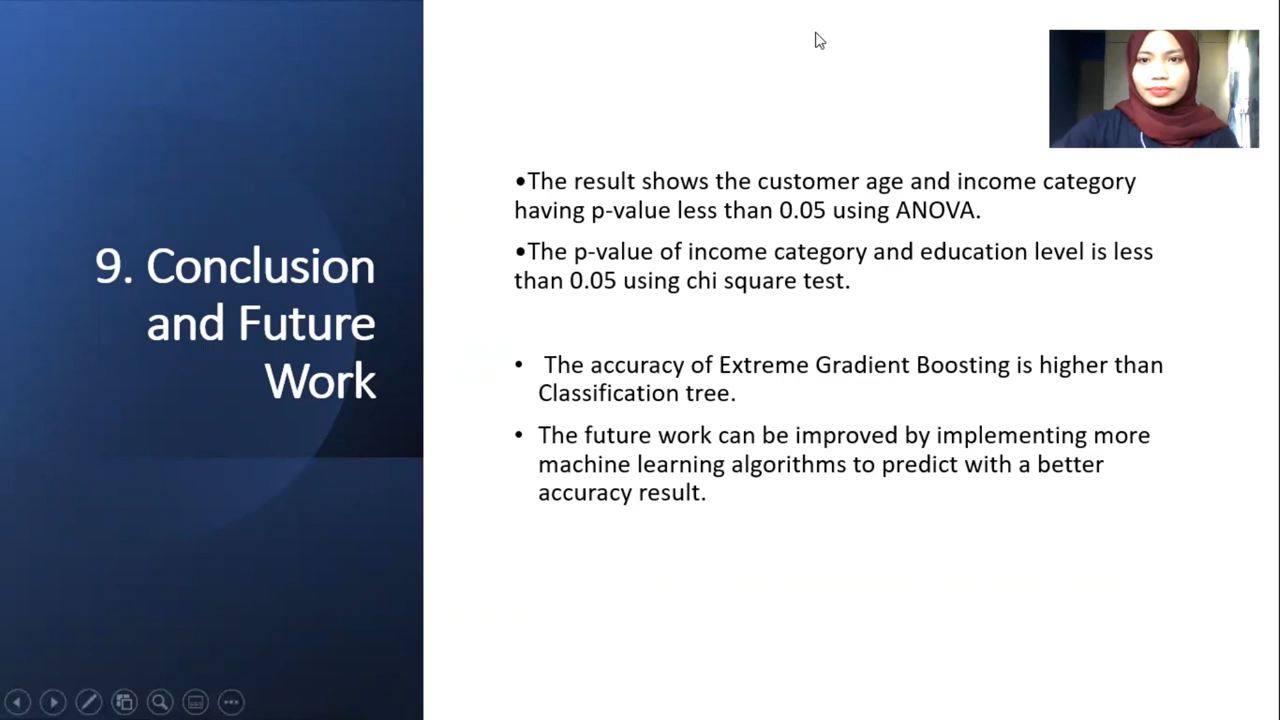 9. Conclusion
and Future
Work
•The result shows the customer age and income category
having p-value less than 0.05 using ANOVA.
•The p-value of income category and education level is less
than 0.05 using chi square test.
• The accuracy of Extreme Gradient Boosting is higher than
Classification tree.
• The future work can be improved by implementing more
machine learning algorithms to predict with a better
accuracy result.